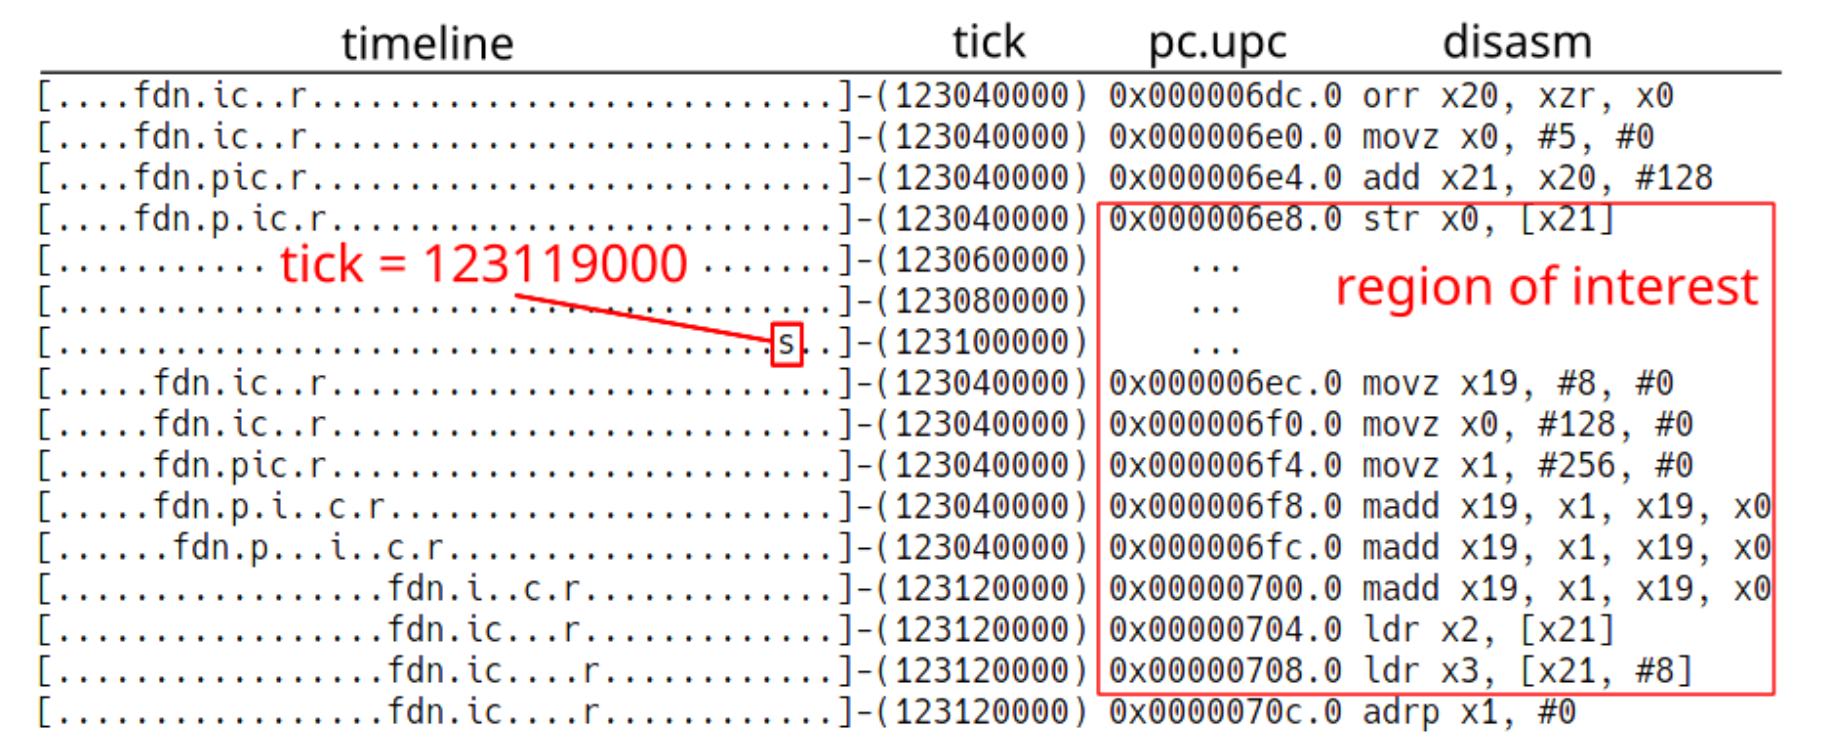 timeline tick pc.upc disasm
[....fdn.ic..r...........................]-(123040000) 0x000006dc.0 orr x20, xzr, x0
[....fdn.ic..r...........................]-(123040000) 0x000006e0.0 movz x0, #5, #0
[....fdn.pic.r...........................]-(123040000) 0x000006e4.0 add x21, x20, #128
[....fdn.p.ic.r..........................]-(123040000) 0x000006e8.0 str x0, [x21]
[........... tick = 123119000 .......]-(123060000) ... region of interest
[........................................]-(123080000) ...
[.....................................s..]-(123100000) ...
[.....fdn.ic..r..........................]-(123040000) 0x000006ec.0 movz x19, #8, #0
[.....fdn.ic..r..........................]-(123040000) 0x000006f0.0 movz x0, #128, #0
[.....fdn.pic.r..........................]-(123040000) 0x000006f4.0 movz x1, #256, #0
[.....fdn.p.i..c.r.......................]-(123040000) 0x000006f8.0 madd x19, x1, x19, x0
[......fdn.p...i..c.r....................]-(123040000) 0x000006fc.0 madd x19, x1, x19, x0
[.................fdn.i..c.r.............]-(123120000) 0x00000700.0 madd x19, x1, x19, x0
[.................fdn.ic...r.............]-(123120000) 0x00000704.0 ldr x2, [x21]
[.................fdn.ic....r............]-(123120000) 0x00000708.0 ldr x3, [x21, #8]
[.................fdn.ic....r............]-(123120000) 0x0000070c.0 adrp x1, #0